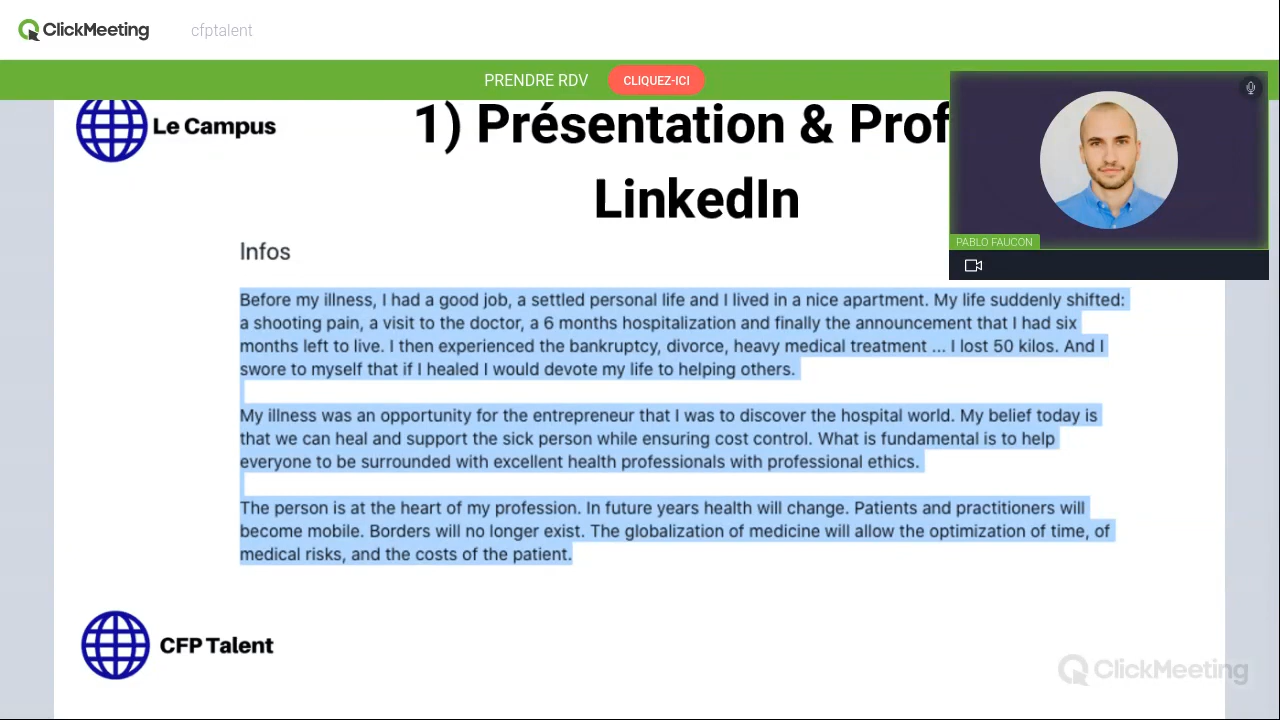 ClickMeeting
cfptalent
PRENDRE RDV
CLIQUEZ-ICI
Le Campus
1) Présentation & Prof
LinkedIn
PABLO FAUCON
Infos
Before my illness, I had a good job, a settled personal life and I lived in a nice apartment. My life suddenly shifted:
a shooting pain, a visit to the doctor, a 6 months hospitalization and finally the announcement that I had six
months left to live. I then experienced the bankruptcy, divorce, heavy medical treatment ... I lost 50 kilos. And I
swore to myself that if I healed I would devote my life to helping others.
My illness was an opportunity for the entrepreneur that I was to discover the hospital world. My belief today is
that we can heal and support the sick person while ensuring cost control. What is fundamental is to help
everyone to be surrounded with excellent health professionals with professional ethics.
The person is at the heart of my profession. In future years health will change. Patients and practitioners will
become mobile. Borders will no longer exist. The globalization of medicine will allow the optimization of time, of
medical risks, and the costs of the patient.
CFP Talent
ClickMeeting